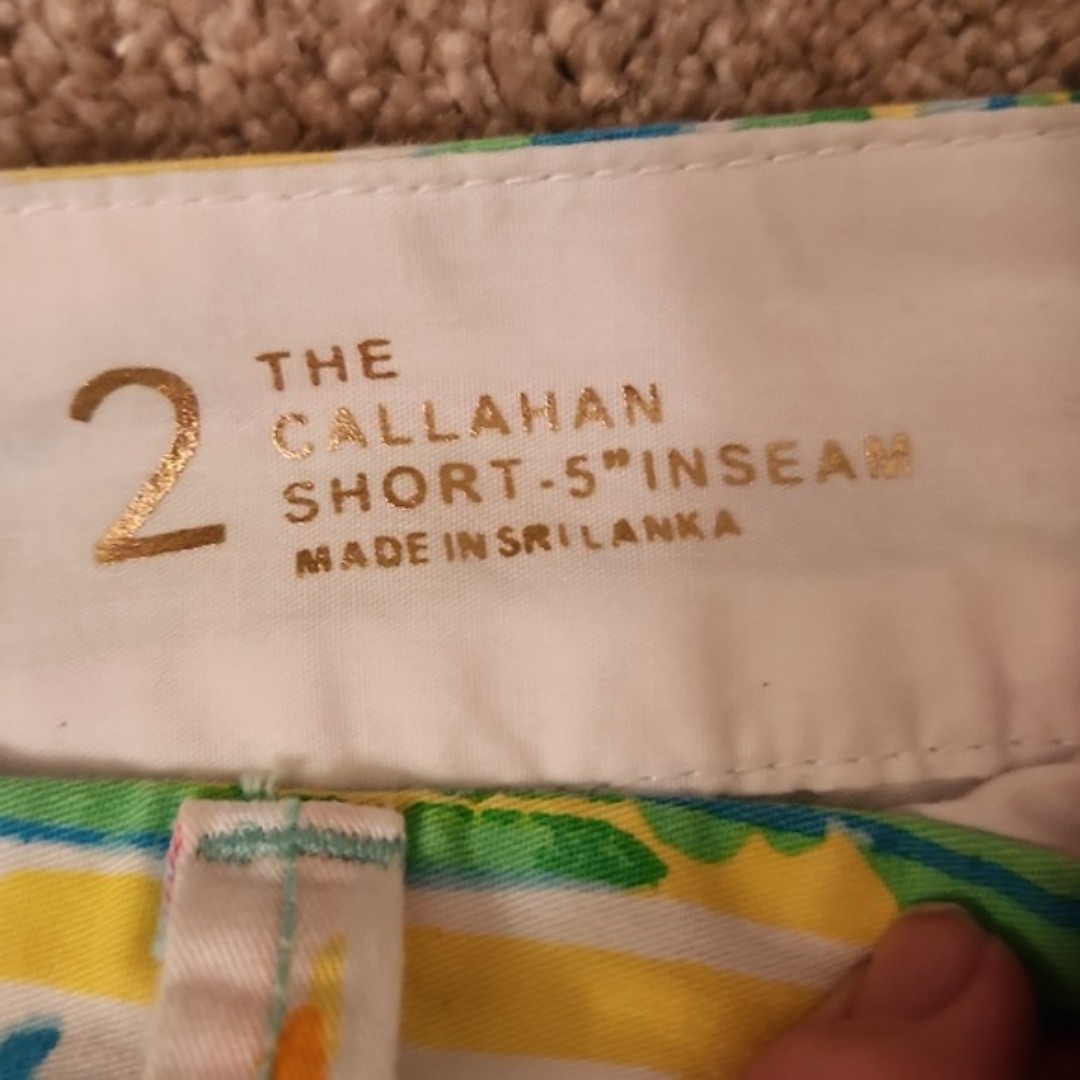 2
THE
CALLAHAN
SHORT-5"INSEAM
MADE IN SRI LANKA